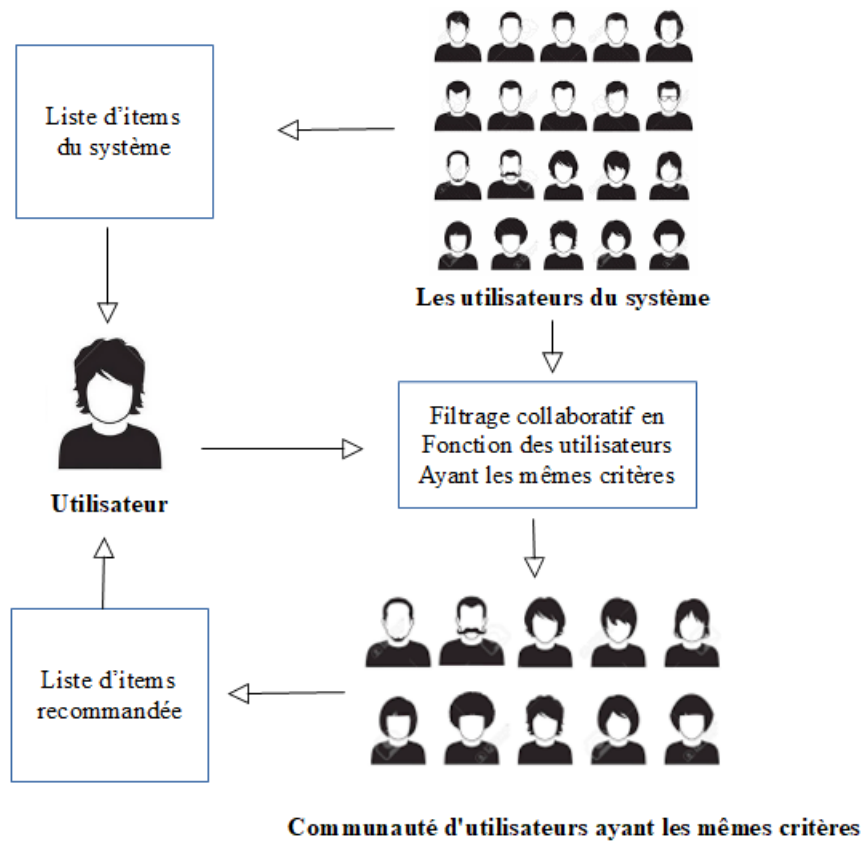 Liste d'items
du système
Les utilisateurs du système
Utilisateur
Filtrage collaboratif en
Fonction des utilisateurs
Ayant les mêmes critères
Liste d'items
recommandée
Communauté d'utilisateurs ayant les mêmes critères